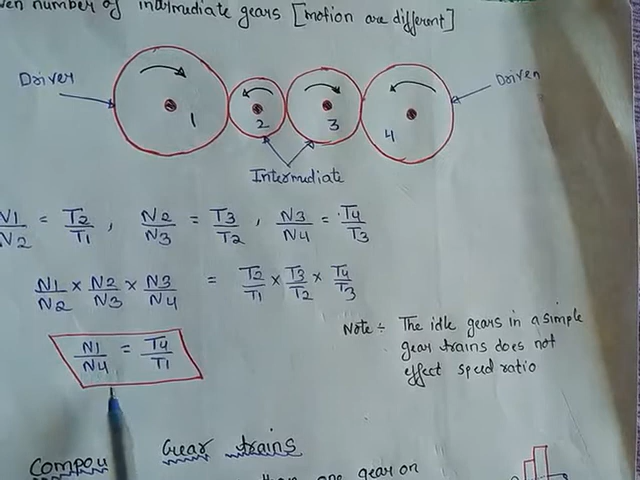 number of intermediate gears [motion are different]
Driver
Driven
1
2
3
4
Intermediate
N1/N2 = T2/T1, N2/N3 = T3/T2, N3/N4 = T4/T3
N1/N2 × N2/N3 × N3/N4 = T2/T1 × T3/T2 × T4/T3
N1/N4 = T4/T1
Note :- The idle gears in a simple
gear trains does not
effect speed ratio
Gear trains
one gear on